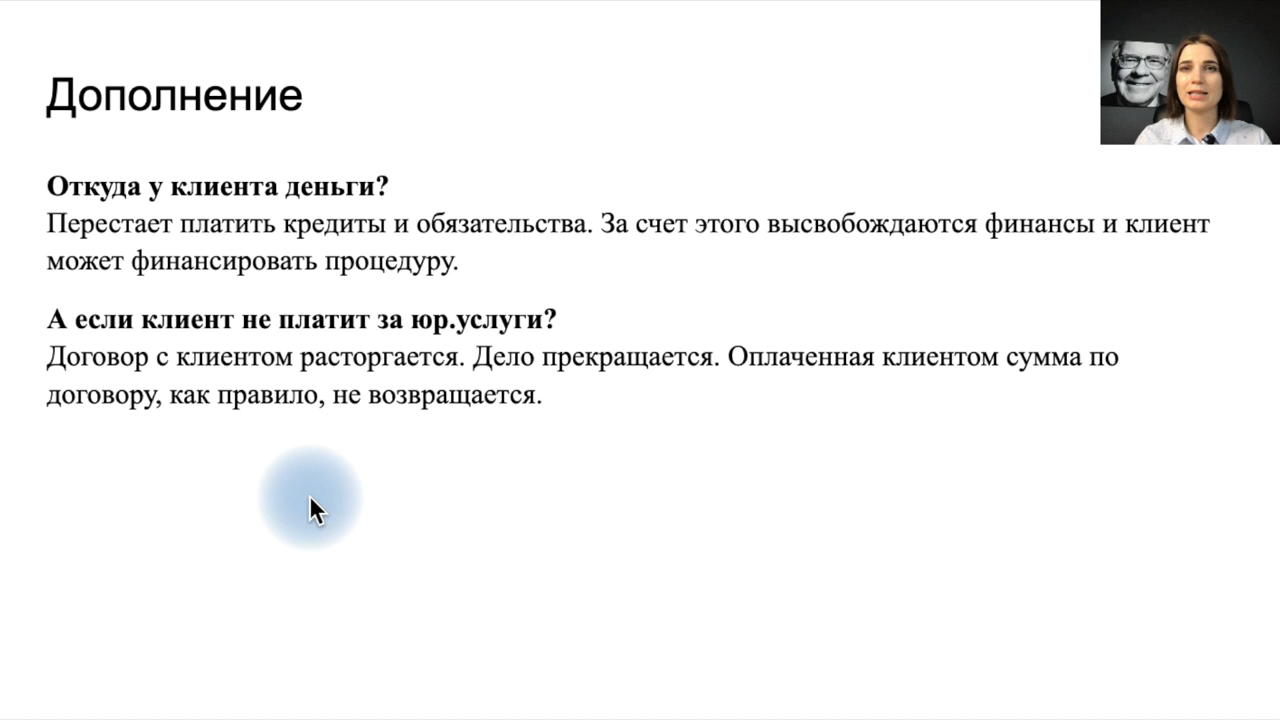 Дополнение
Откуда у клиента деньги?
Перестает платить кредиты и обязательства. За счет этого высвобождаются финансы и клиент
может финансировать процедуру.
А если клиент не платит за юр.услуги?
Договор с клиентом расторгается. Дело прекращается. Оплаченная клиентом сумма по
договору, как правило, не возвращается.